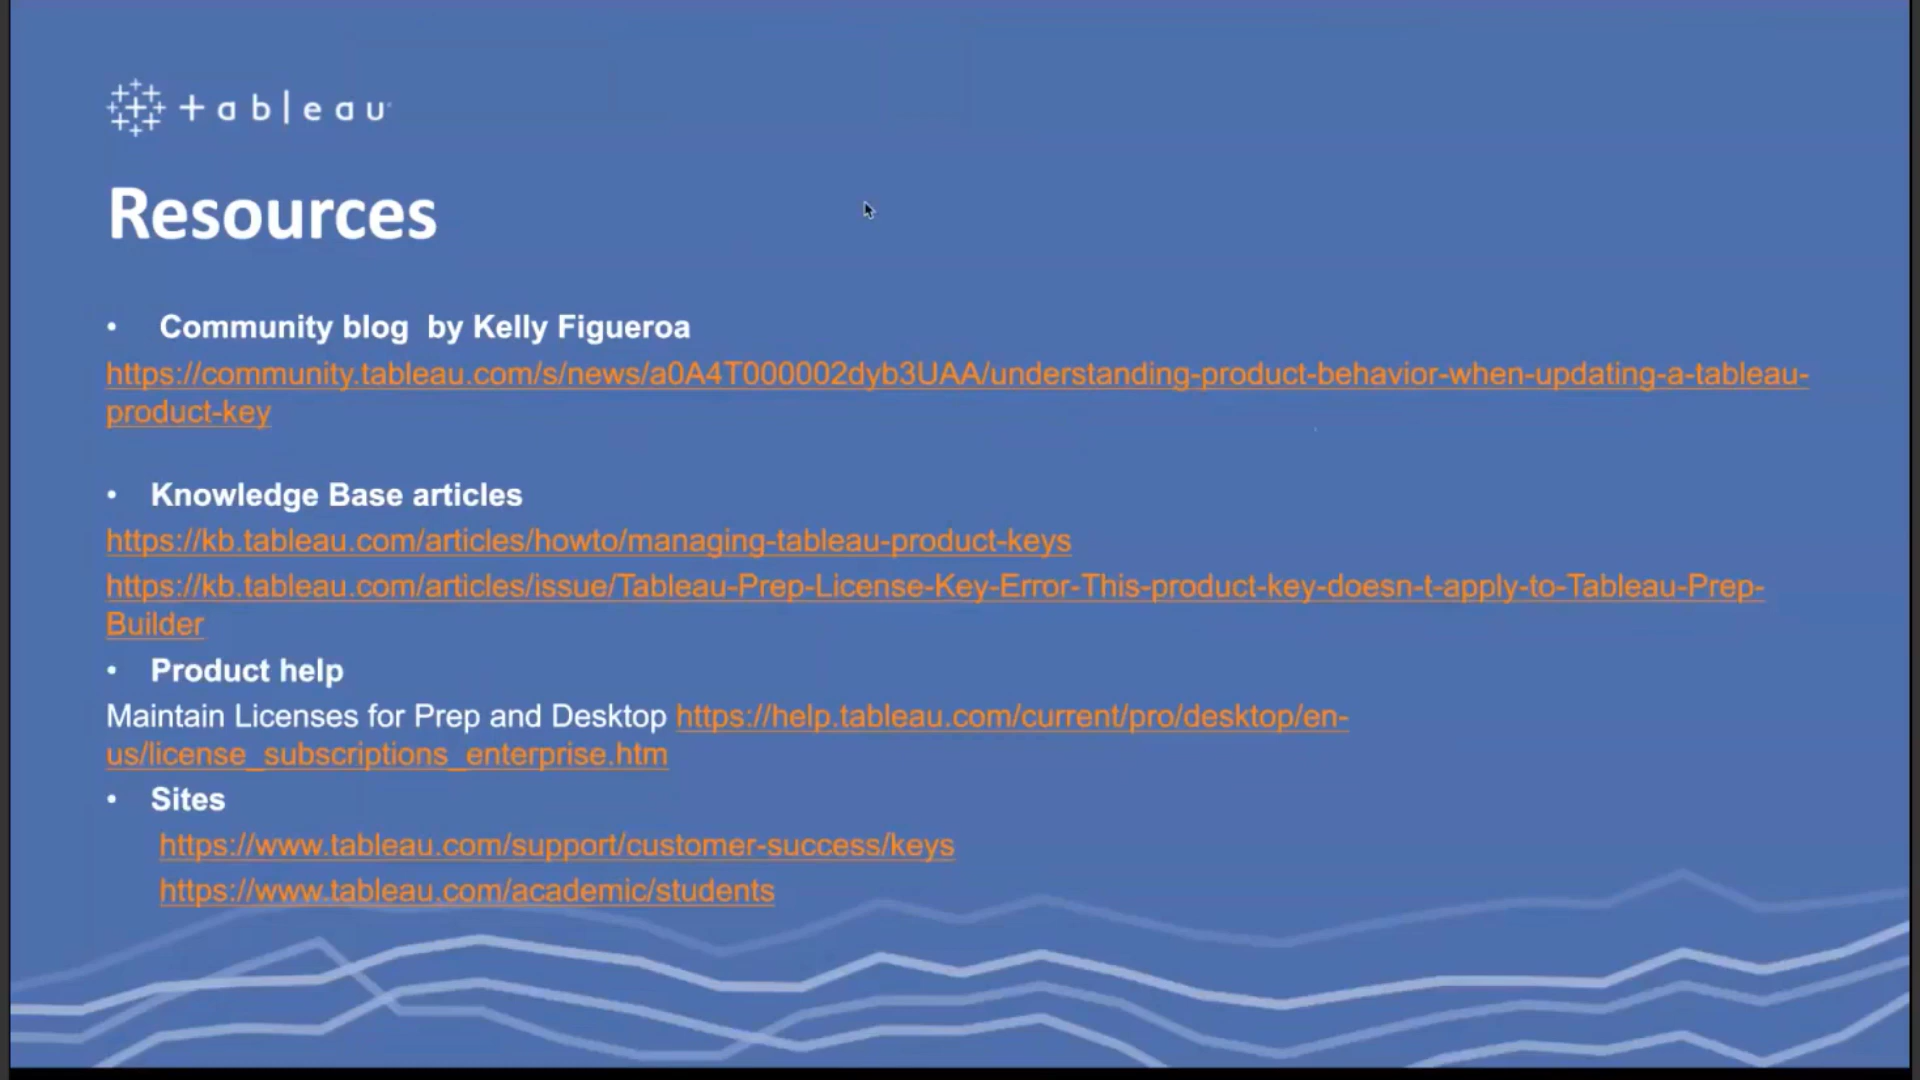 +ableau
Resources
• Community blog  by Kelly Figueroa
https://community.tableau.com/s/news/a0A4T000002dyb3UAA/understanding-product-behavior-when-updating-a-tableau-
product-key
• Knowledge Base articles
https://kb.tableau.com/articles/howto/managing-tableau-product-keys
https://kb.tableau.com/articles/issue/Tableau-Prep-License-Key-Error-This-product-key-doesn-t-apply-to-Tableau-Prep-
Builder
• Product help
Maintain Licenses for Prep and Desktop https://help.tableau.com/current/pro/desktop/en-
us/license_subscriptions_enterprise.htm
• Sites
https://www.tableau.com/support/customer-success/keys
https://www.tableau.com/academic/students